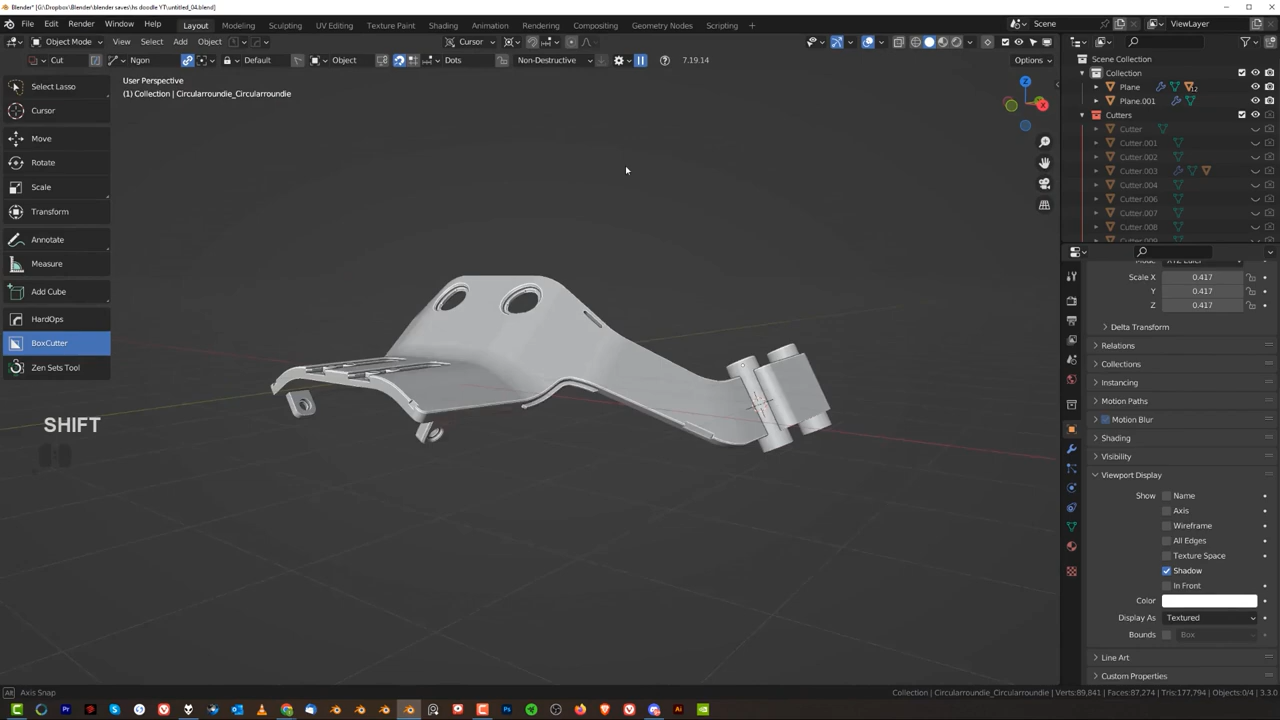 Blender* [G:\Dropbox\Blender\blender saves\hs doodle YT\untitled_04.blend]
File Edit Render Window Help Layout Modeling Sculpting UV Editing Texture Paint Shading Animation Rendering Compositing Geometry Nodes Scripting + Scene ViewLayer
Object Mode View Select Add Object Cursor
Cut Ngon Default Object Dots Non-Destructive 7.19.14 Options
User Perspective
(1) Collection | Circularroundie_Circularroundie
Select Lasso
Cursor
Move
Rotate
Scale
Transform
Annotate
Measure
Add Cube
HardOps
BoxCutter
Zen Sets Tool
SHIFT
X
Z
Scene Collection
Collection
Plane 12
Plane.001
Cutters
Cutter
Cutter.001
Cutter.002
Cutter.003
Cutter.004
Cutter.006
Cutter.007
Cutter.008
Scale X 0.417
Y 0.417
Z 0.417
Delta Transform
Relations
Collections
Instancing
Motion Paths
Motion Blur
Shading
Visibility
Viewport Display
Show Name
Axis
Wireframe
All Edges
Texture Space
Shadow
In Front
Color
Display As Textured
Bounds Box
Line Art
Custom Properties
Alt Axis Snap
Collection | Circularroundie_Circularroundie | Verts:89,841 | Faces:87,274 | Tris:177,794 | Objects:0/4 | 3.3.0